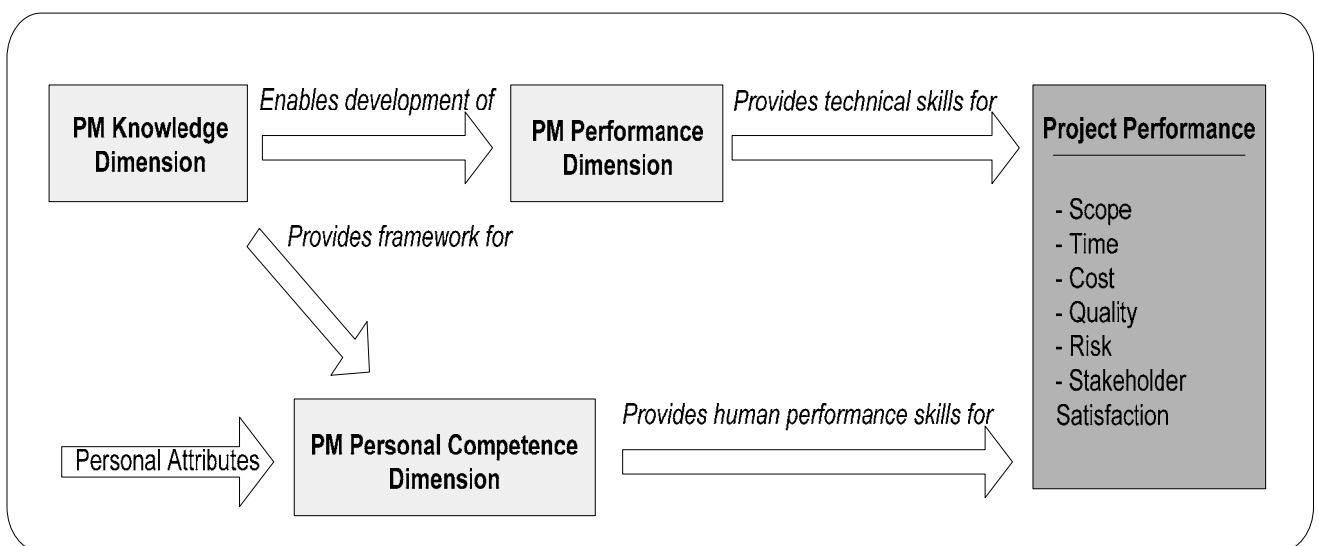 Enables development of
Provides technical skills for
PM Knowledge
Dimension
PM Performance
Dimension
Project Performance
- Scope
- Time
- Cost
- Quality
- Risk
- Stakeholder
Satisfaction
Provides framework for
Personal Attributes
PM Personal Competence
Dimension
Provides human performance skills for